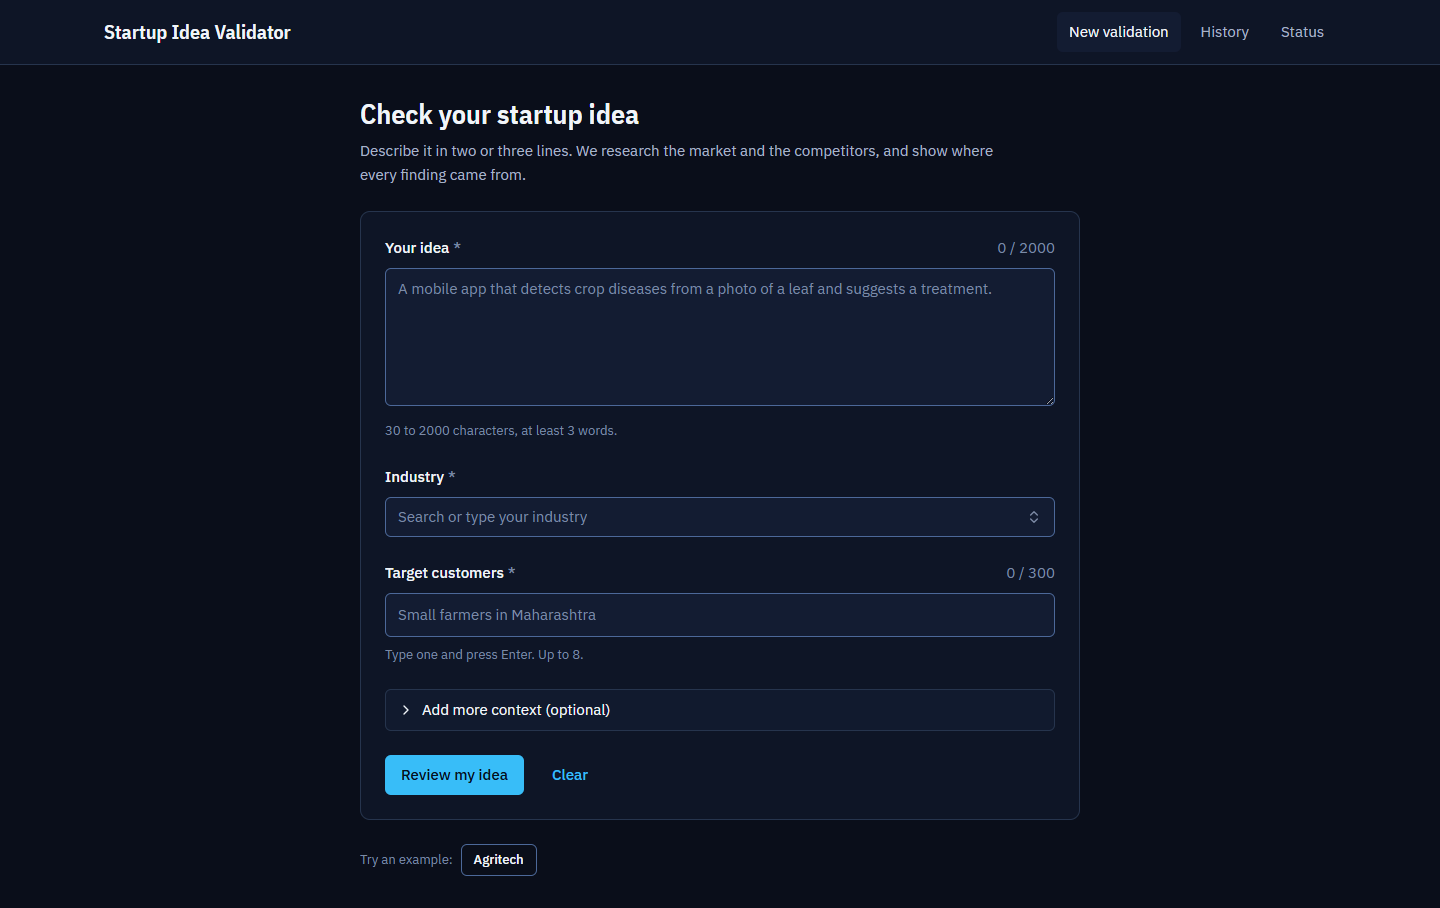 Startup Idea Validator
New validation
History
Status
Check your startup idea
Describe it in two or three lines. We research the market and the competitors, and show where
every finding came from.
Your idea *
0 / 2000
A mobile app that detects crop diseases from a photo of a leaf and suggests a treatment.
30 to 2000 characters, at least 3 words.
Industry *
Search or type your industry
Target customers *
0 / 300
Small farmers in Maharashtra
Type one and press Enter. Up to 8.
Add more context (optional)
Review my idea
Clear
Try an example:
Agritech